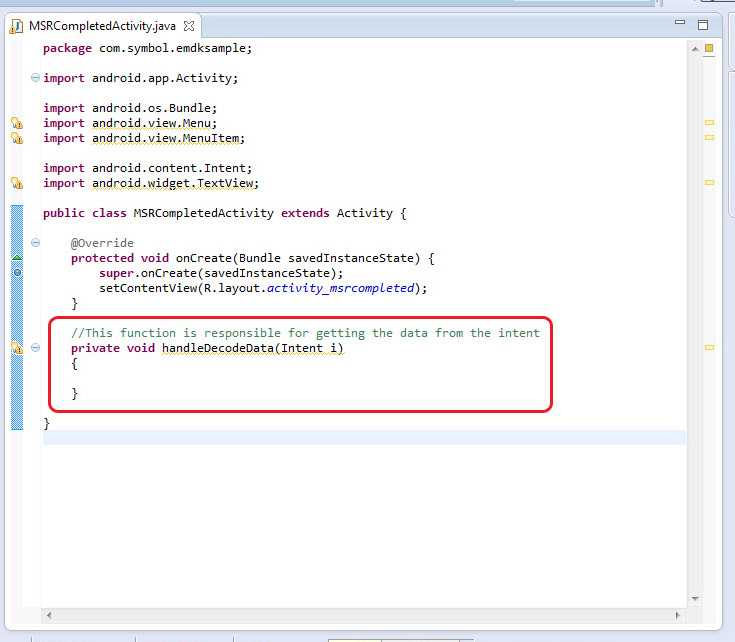 MSRCompletedActivity.java
package com.symbol.emdksample;
import android.app.Activity;
import android.os.Bundle;
import android.view.Menu;
import android.view.MenuItem;
import android.content.Intent;
import android.widget.TextView;
public class MSRCompletedActivity extends Activity {
@Override
protected void onCreate(Bundle savedInstanceState) {
super.onCreate(savedInstanceState);
setContentView(R.layout.activity_msrcompleted);
}
//This function is responsible for getting the data from the intent
private void handleDecodeData(Intent i)
{
}
}